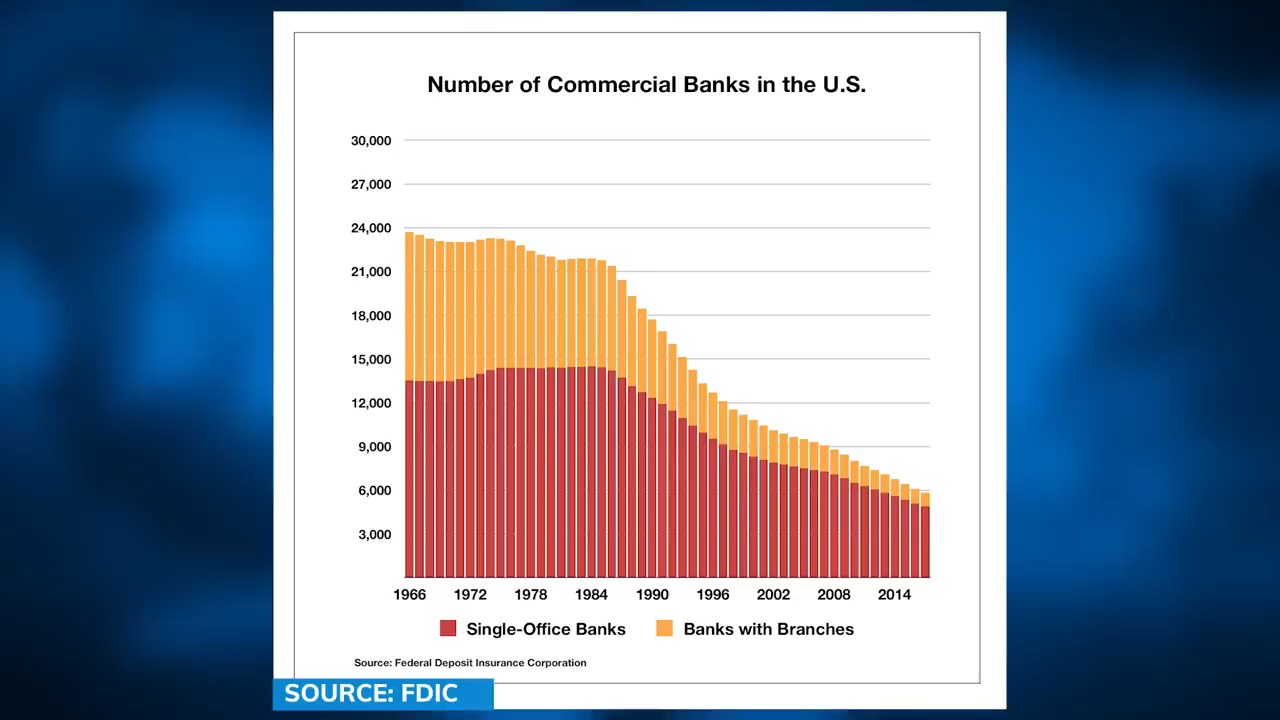 Number of Commercial Banks in the U.S.
30,000
27,000
24,000
21,000
18,000
15,000
12,000
9,000
6,000
3,000
1966 1972 1978 1984 1990 1996 2002 2008 2014
Single-Office Banks Banks with Branches
Source: Federal Deposit Insurance Corporation
SOURCE: FDIC